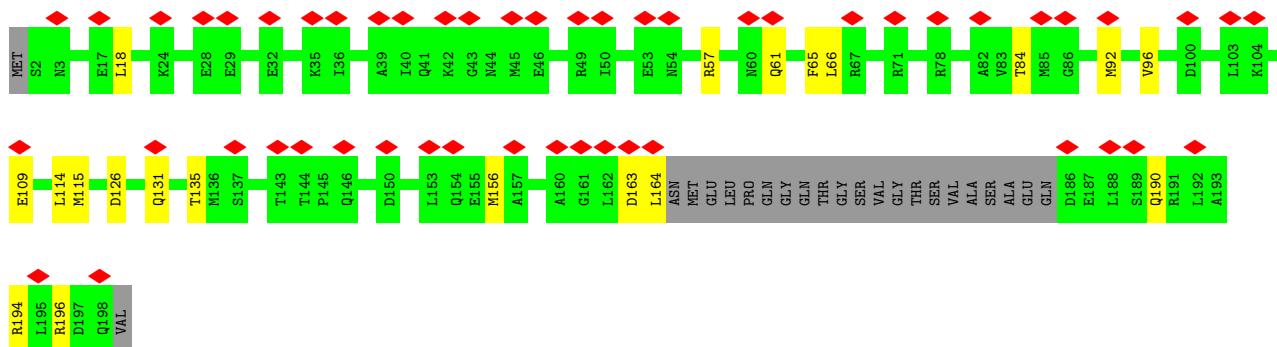 MET S2 N3 E17 L18 K24 E28 E29 E32 K35 I36 A39 I40 Q41 K42 G43 N44 M45 E46 R49 I50 E53 N54 R57 N60 Q61 F65 L66 R67 R71 R78 A82 V83 T84 M85 G86 M92 V96 D100 L103 K104
E109 L114 M115 D126 Q131 T135 M136 S137 T143 T144 P145 Q146 D150 L153 Q154 E155 M156 A157 A160 G161 L162 D163 L164 ASN MET GLU LEU PRO GLN GLY GLN THR GLY SER VAL GLY THR SER VAL ALA SER ALA GLU GLN D186 E187 L188 S189 Q190 R191 L192 A193
R194 L195 R196 D197 Q198 VAL